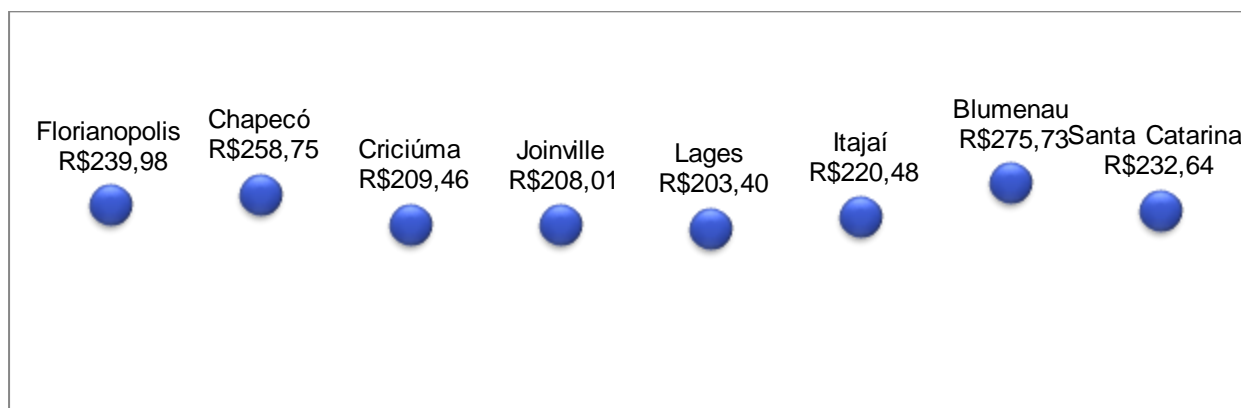 Florianopolis
R$239,98
Chapecó
R$258,75
Criciúma
R$209,46
Joinville
R$208,01
Lages
R$203,40
Itajaí
R$220,48
Blumenau
R$275,73
Santa Catarina
R$232,64